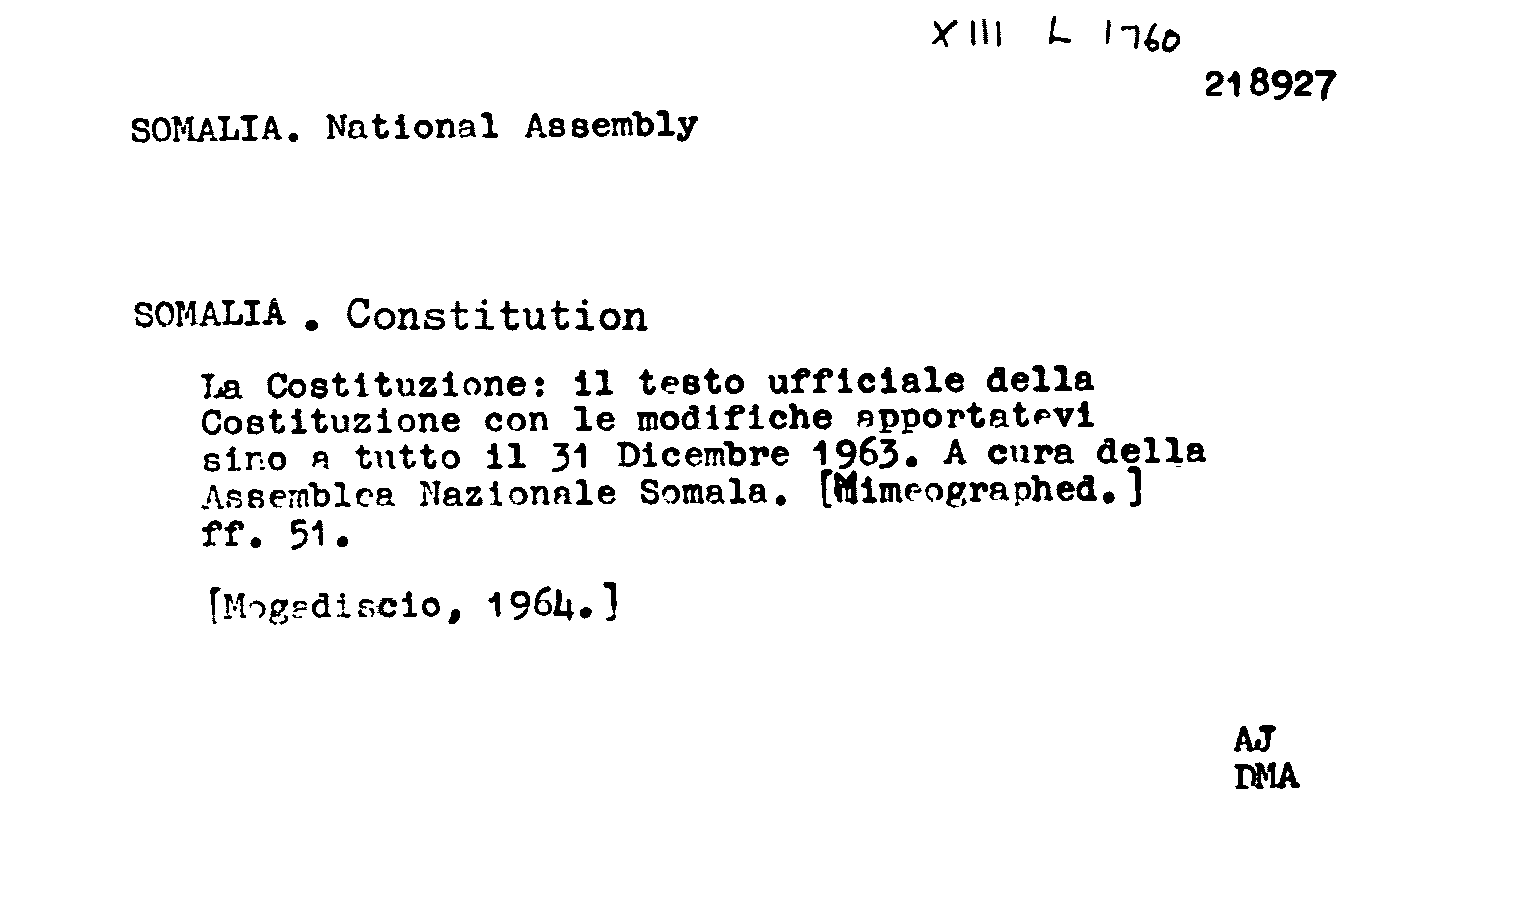 XIII L 1760
218927
SOMALIA. National Assembly
SOMALIA . Constitution
La Costituzione: il testo ufficiale della
Costituzione con le modifiche apportatevi
sino a tutto il 31 Dicembre 1963. A cura della
Assemblea Nazionale Somala. [Mimeographed.]
ff. 51.
[Mogadiscio, 1964.]
AJ
DMA